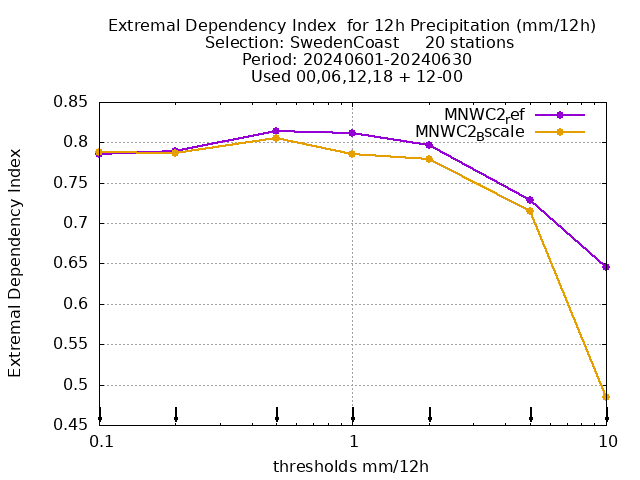 Extremal Dependency Index  for 12h Precipitation (mm/12h)
Selection: SwedenCoast     20 stations
Period: 20240601-20240630
Used 00,06,12,18 + 12-00
MNWC2ref
MNWC2Bscale
Extremal Dependency Index
0.85
0.8
0.75
0.7
0.65
0.6
0.55
0.5
0.45
0.1 1 10
thresholds mm/12h